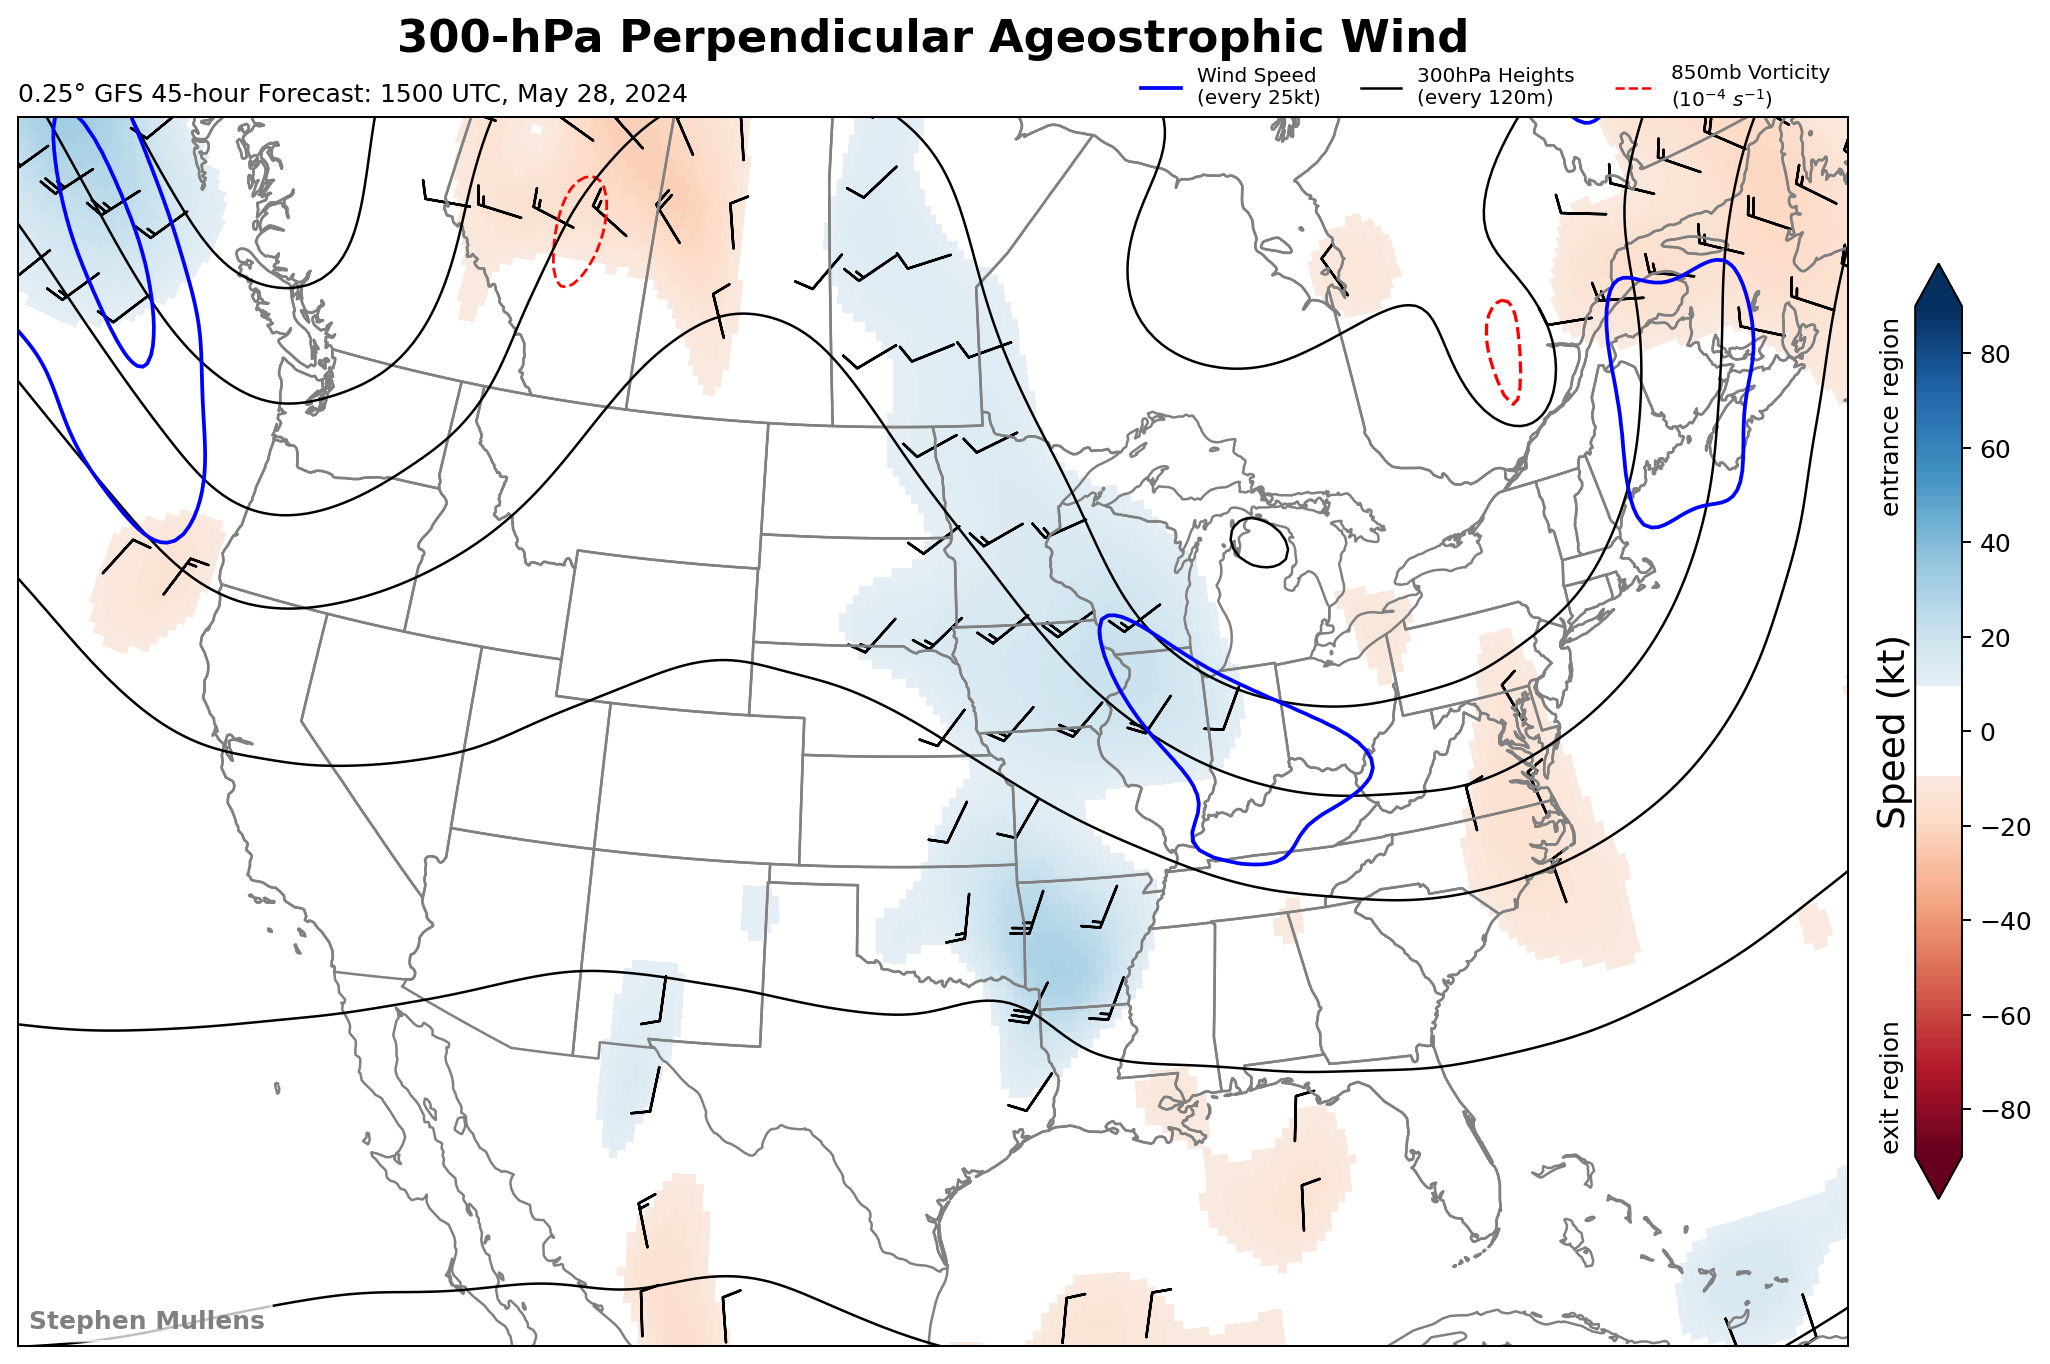 300-hPa Perpendicular Ageostrophic Wind
0.25° GFS 45-hour Forecast: 1500 UTC, May 28, 2024
Wind Speed
(every 25kt)
300hPa Heights
(every 120m)
850mb Vorticity
(10⁻⁴ s⁻¹)
entrance region
Speed (kt)
exit region
80
60
40
20
0
−20
−40
−60
−80
Stephen Mullens